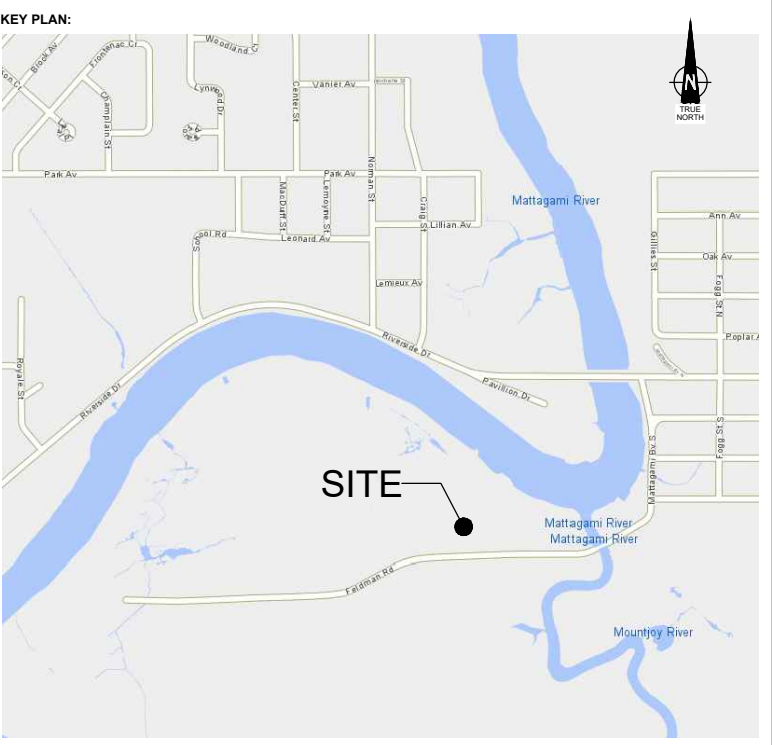 KEY PLAN:
N
TRUE
NORTH
Brook Av
Frontenac Cr
Woodland Cr
Champlain St
Lynwood Dr
Center St
Vanier Av
Park Av
Park Av
Norman St
MacDuff St
Lemoyne St
Craig St
Lillian Av
School Rd
Leonard Av
Lemieux Av
Mattagami River
Gillies St
Ann Av
Oak Av
Fogg St N
Poplar A
Riverside Dr
Pavillion Dr
Royale St
Riverside Dr
Mattagami Bv S
Fogg St S
SITE
Mattagami River
Mattagami River
Feldman Rd
Mountjoy River